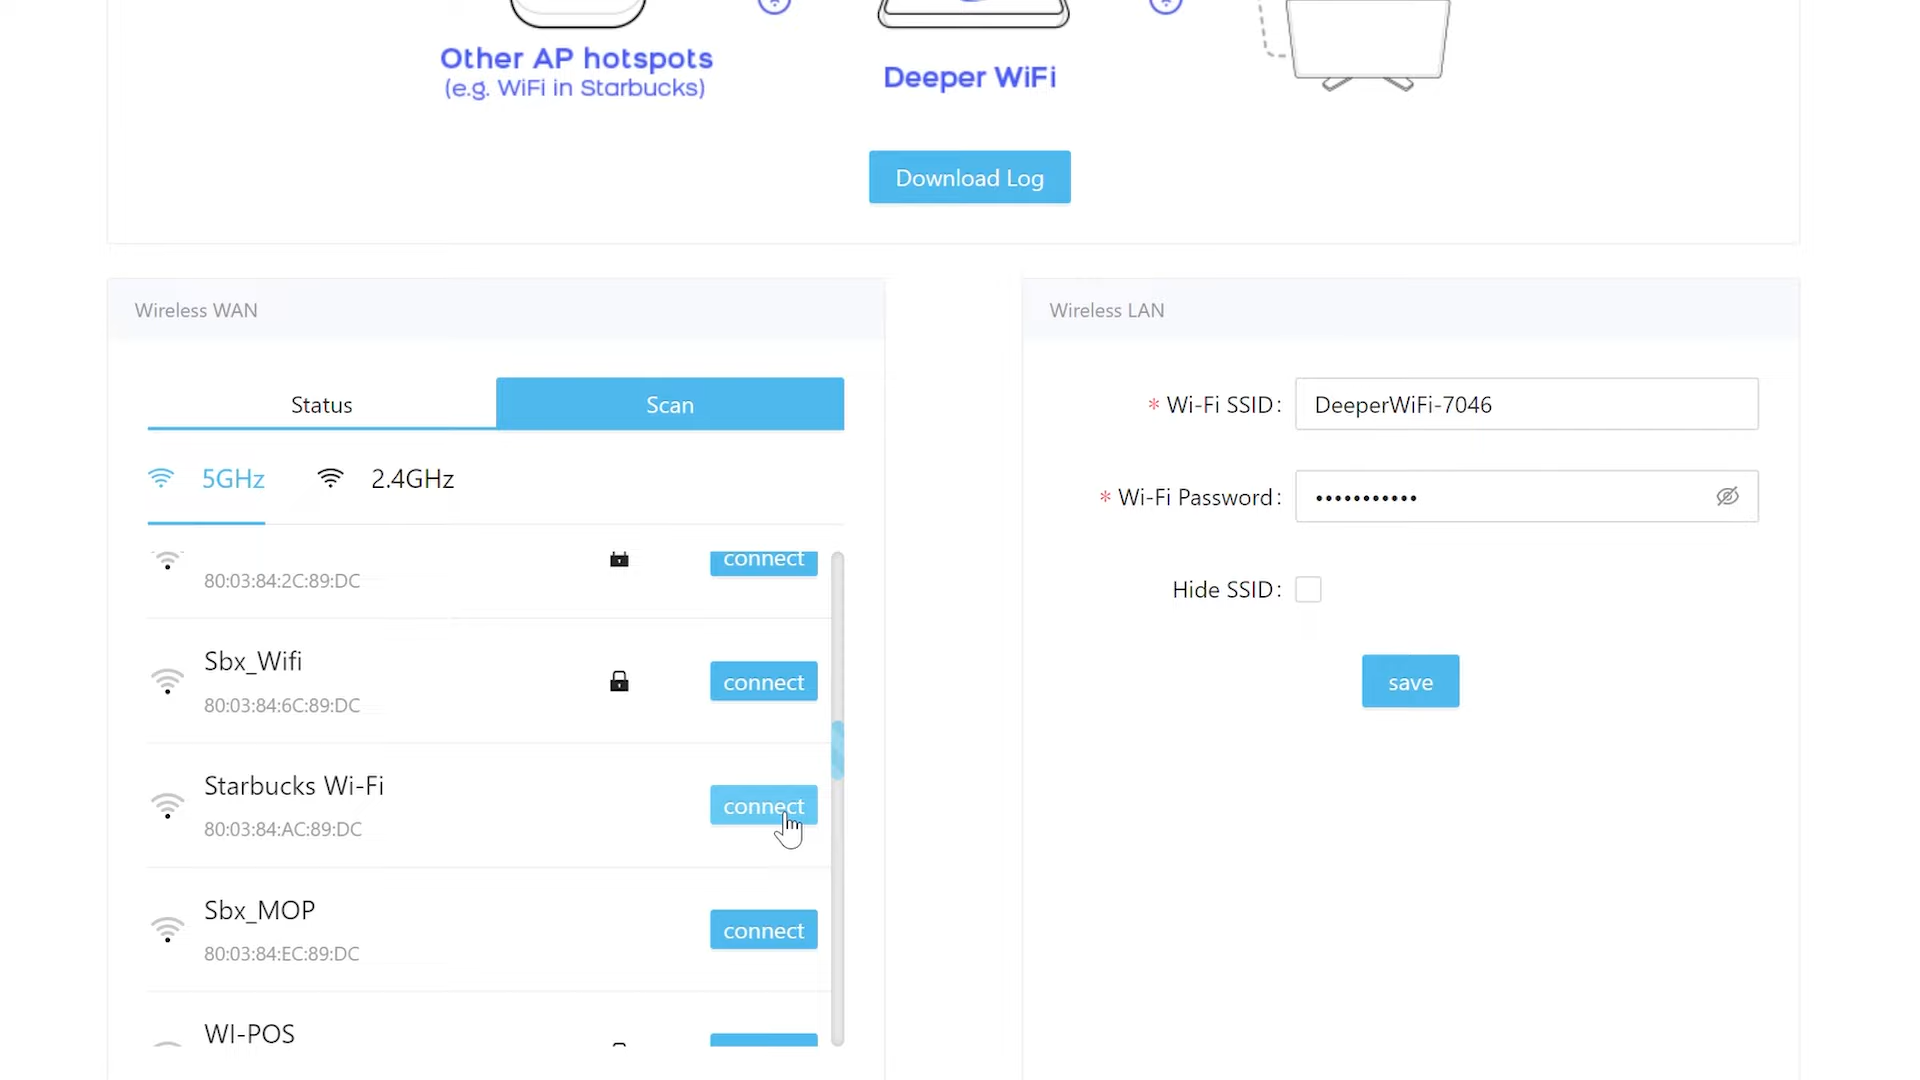 Other AP hotspots
(e.g. WiFi in Starbucks)
Deeper WiFi
Download Log
Wireless WAN
Status
Scan
5GHz
2.4GHz
connect
80:03:84:2C:89:DC
Sbx_Wifi
connect
80:03:84:6C:89:DC
Starbucks Wi-Fi
connect
80:03:84:AC:89:DC
Sbx_MOP
connect
80:03:84:EC:89:DC
WI-POS
Wireless LAN
* Wi-Fi SSID: DeeperWiFi-7046
* Wi-Fi Password: •••••••••••
Hide SSID:
save